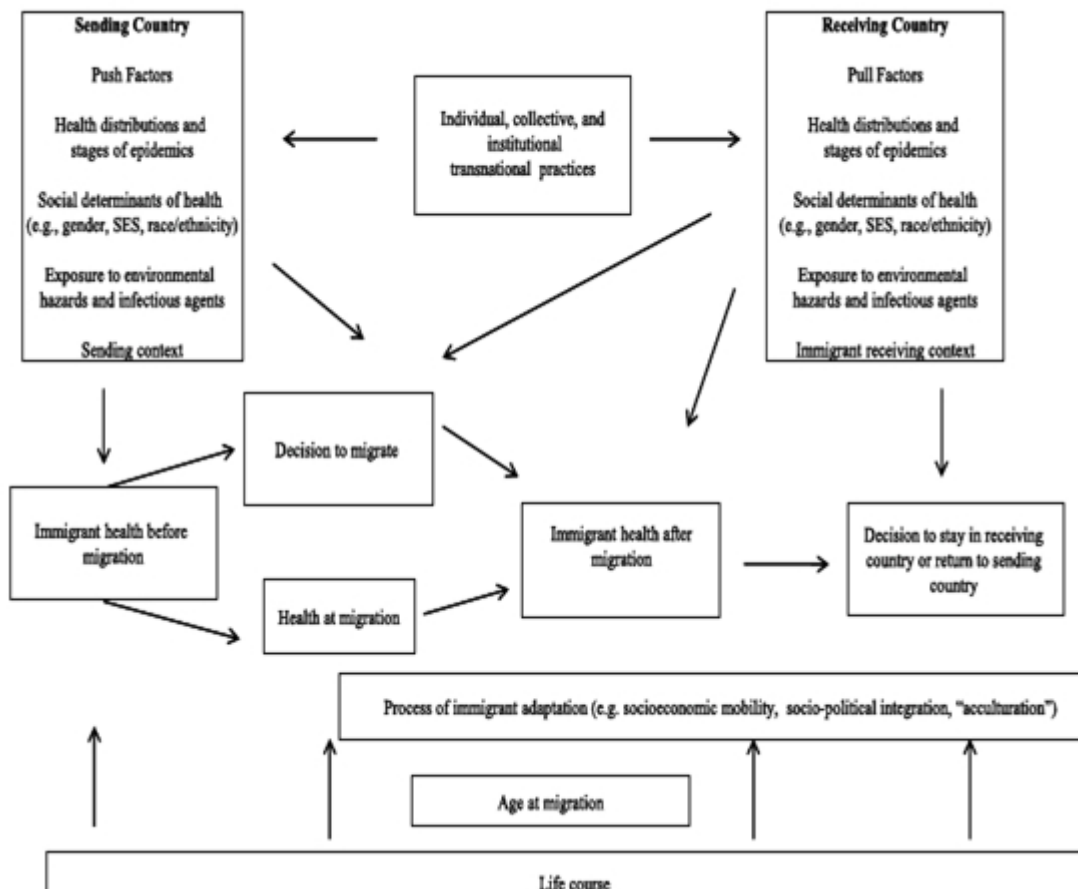 Sending Country
Push Factors
Health distributions and
stages of epidemics
Social determinants of health
(e.g., gender, SES, race/ethnicity)
Exposure to environmental
hazards and infectious agents
Sending context
Individual, collective, and
institutional
transnational practices
Receiving Country
Pull Factors
Health distributions and
stages of epidemics
Social determinants of health
(e.g., gender, SES, race/ethnicity)
Exposure to environmental
hazards and infectious agents
Immigrant receiving context
Decision to migrate
Immigrant health before
migration
Health at migration
Immigrant health after
migration
Decision to stay in receiving
country or return to sending
country
Process of immigrant adaptation (e.g. socioeconomic mobility, socio-political integration, “acculturation”)
Age at migration
Life course